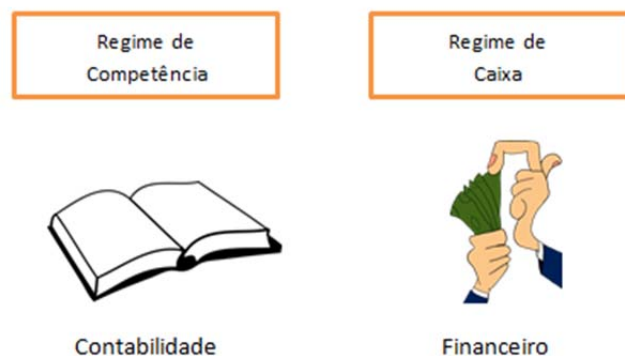 Regime de
Competência
Regime de
Caixa
Contabilidade
Financeiro